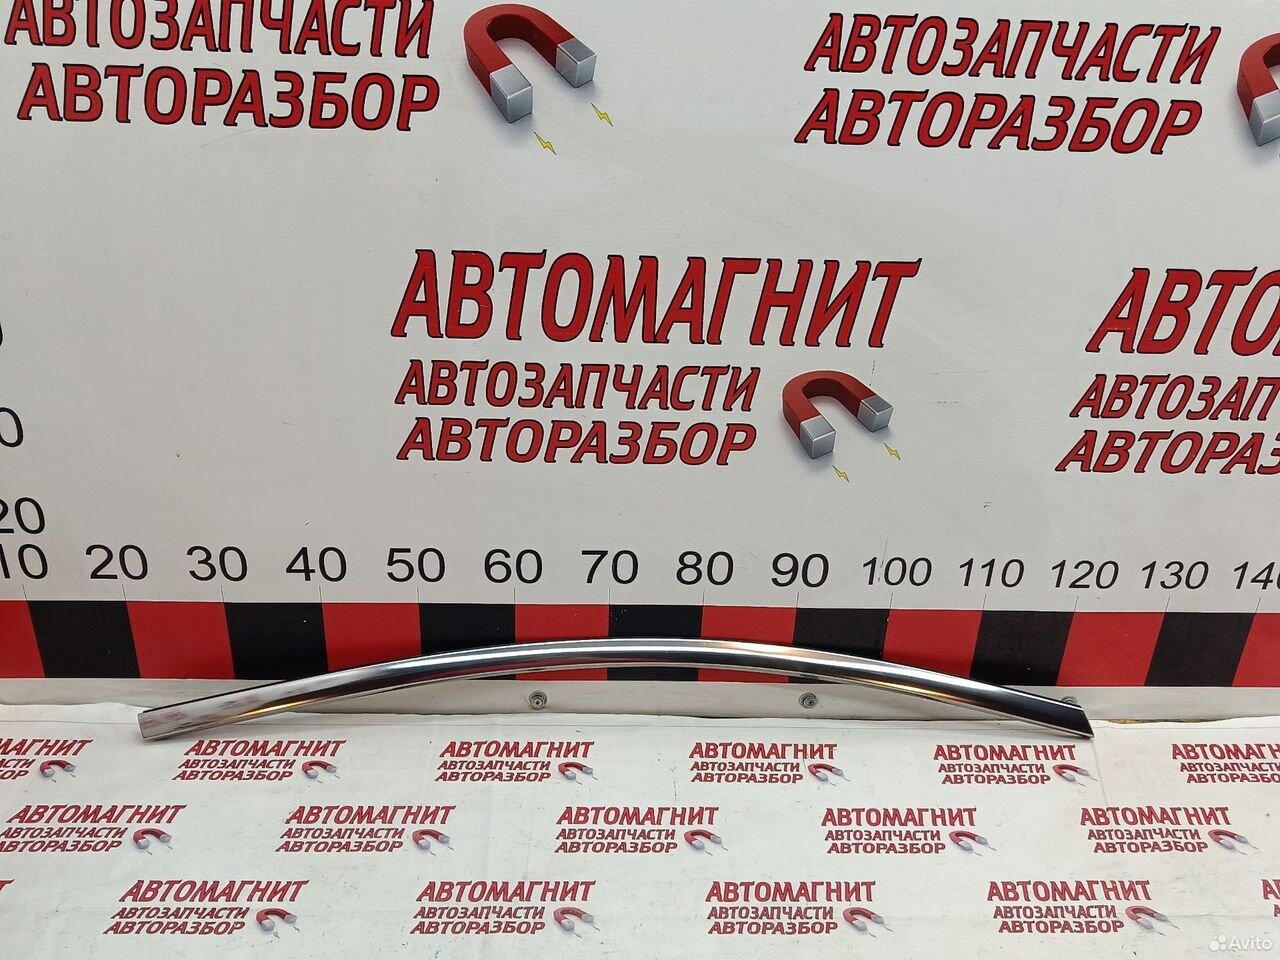 АВТОЗАПЧАСТИ
АВТОРАЗБОР
АВТОЗАПЧАСТИ
АВТОРАЗБОР
АВТОМАГНИТ
АВТОЗАПЧАСТИ
АВТОРАЗБОР
АВТО
АВТОЗАП
АВТОРАЗ
20
10 20 30 40 50 60 70 80 90 100 110 120 130 140
АВТОМАГНИТ АВТОМАГНИТ АВТОМАГНИТ АВТОМАГНИТ
АВТОЗАПЧАСТИ АВТОЗАПЧАСТИ АВТОЗАПЧАСТИ АВТОЗАПЧАСТИ
АВТОРАЗБОР АВТОРАЗБОР АВТОРАЗБОР АВТОРАЗБОР
АВТОМАГНИТ АВТОМАГНИТ АВТОМАГНИТ АВТОМАГНИТ АВТОМАГНИТ
АВТОЗАПЧАСТИ АВТОЗАПЧАСТИ АВТОЗАПЧАСТИ АВТОЗАПЧАСТИ АВТОЗАПЧАСТИ
АВТОРАЗБОР АВТОРАЗБОР АВТОРАЗБОР АВТОРАЗБОР АВТОРАЗБОР
АВТОМАГНИТ АВТОМАГНИТ АВТОМАГНИТ АВТОМАГНИТ
АВТОЗАПЧАСТИ АВТОЗАПЧАСТИ АВТОЗАПЧАСТИ АВТОЗАПЧАСТИ
АВТОРАЗБОР АВТОРАЗБОР АВТОРАЗБОР АВТОРАЗБОР
Avito